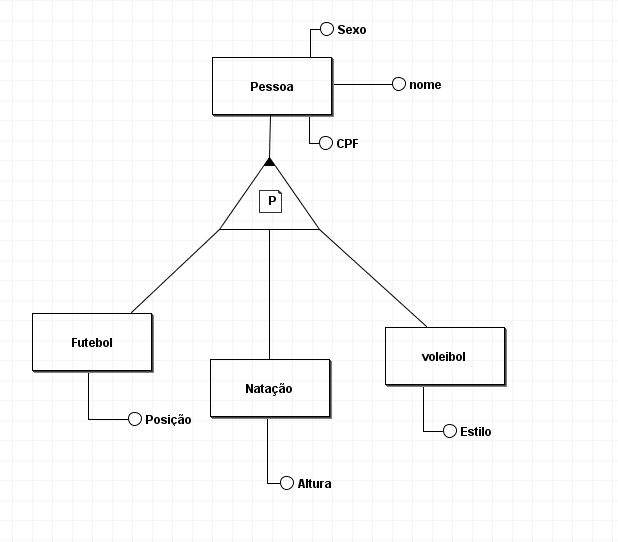 Sexo
Pessoa
nome
CPF
P
Futebol
Natação
voleibol
Posição
Estilo
Altura